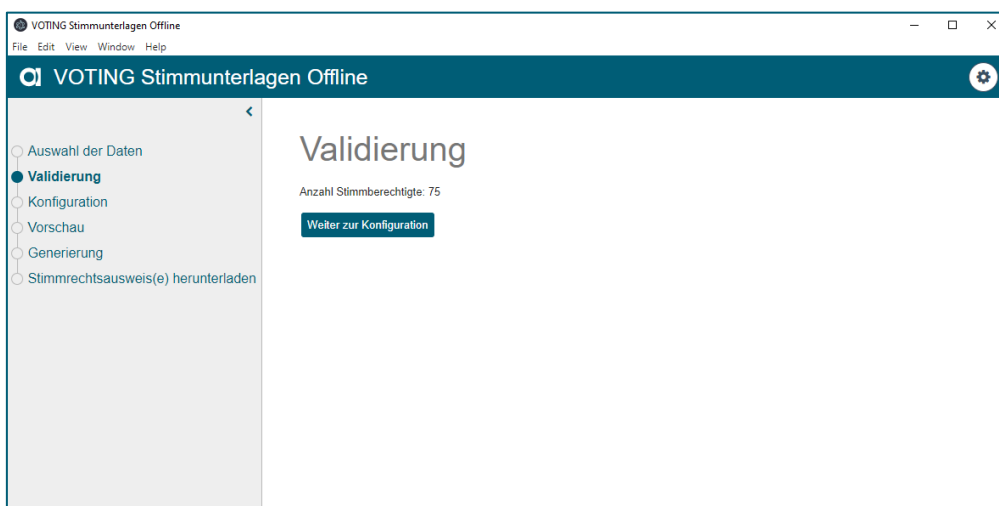 VOTING Stimmunterlagen Offline
File Edit View Window Help
VOTING Stimmunterlagen Offline
Auswahl der Daten
Validierung
Konfiguration
Vorschau
Generierung
Stimmrechtsausweis(e) herunterladen
Validierung
Anzahl Stimmberechtigte: 75
Weiter zur Konfiguration